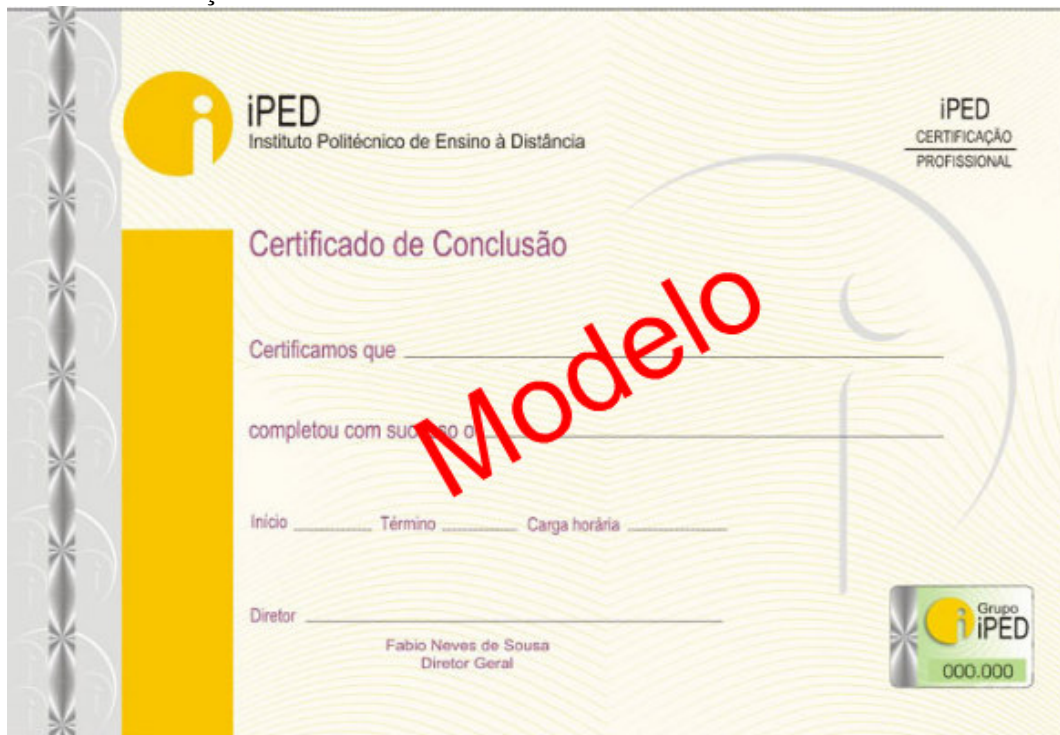 iPED
Instituto Politécnico de Ensino à Distância
iPED
CERTIFICAÇÃO
PROFISSIONAL
Certificado de Conclusão
Modelo
Certificamos que
completou com sucesso o
Início Término Carga horária
Diretor
Fabio Neves de Sousa
Diretor Geral
Grupo
iPED
000.000